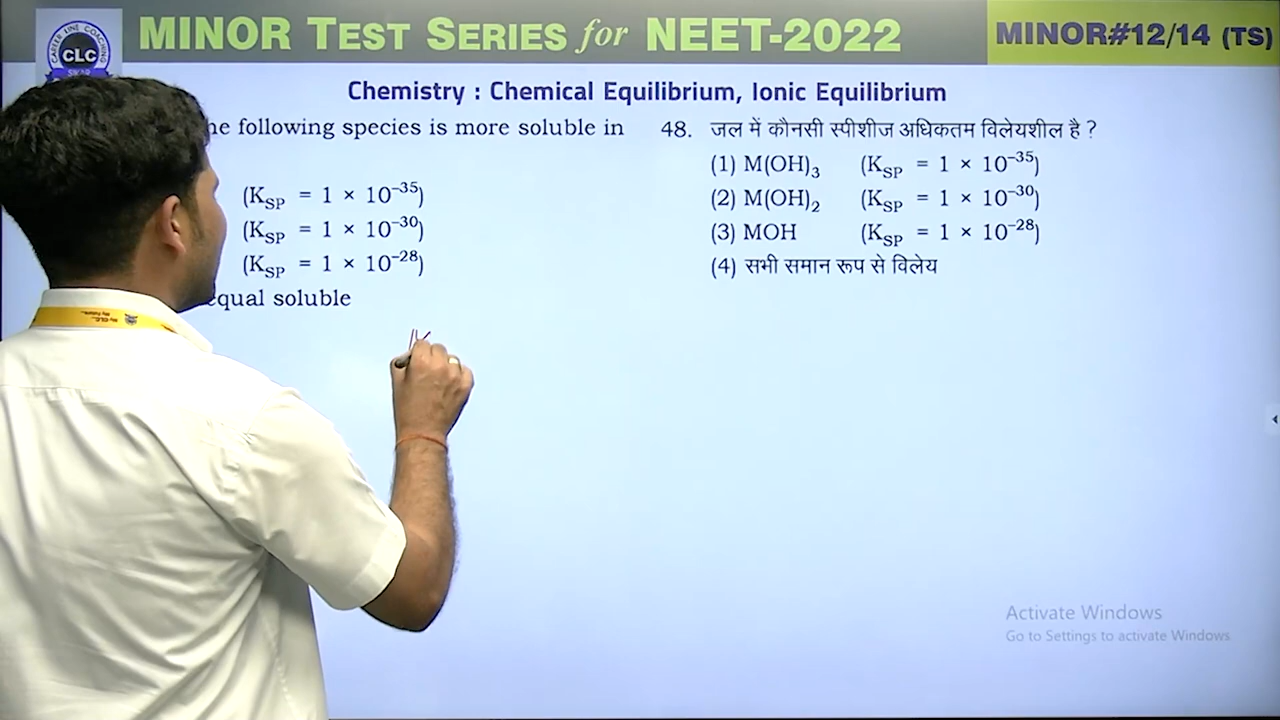 MINOR TEST SERIES for NEET-2022
MINOR#12/14 (TS)
CLC
Chemistry : Chemical Equilibrium, Ionic Equilibrium
following species is more soluble in
(K_SP = 1 × 10⁻³⁵)
(K_SP = 1 × 10⁻³⁰)
(K_SP = 1 × 10⁻²⁸)
equal soluble
48. जल में कौनसी स्पीशीज अधिकतम विलेयशील है ?
(1) M(OH)₃ (K_SP = 1 × 10⁻³⁵)
(2) M(OH)₂ (K_SP = 1 × 10⁻³⁰)
(3) MOH (K_SP = 1 × 10⁻²⁸)
(4) सभी समान रूप से विलेय
Activate Windows
Go to Settings to activate Windows.